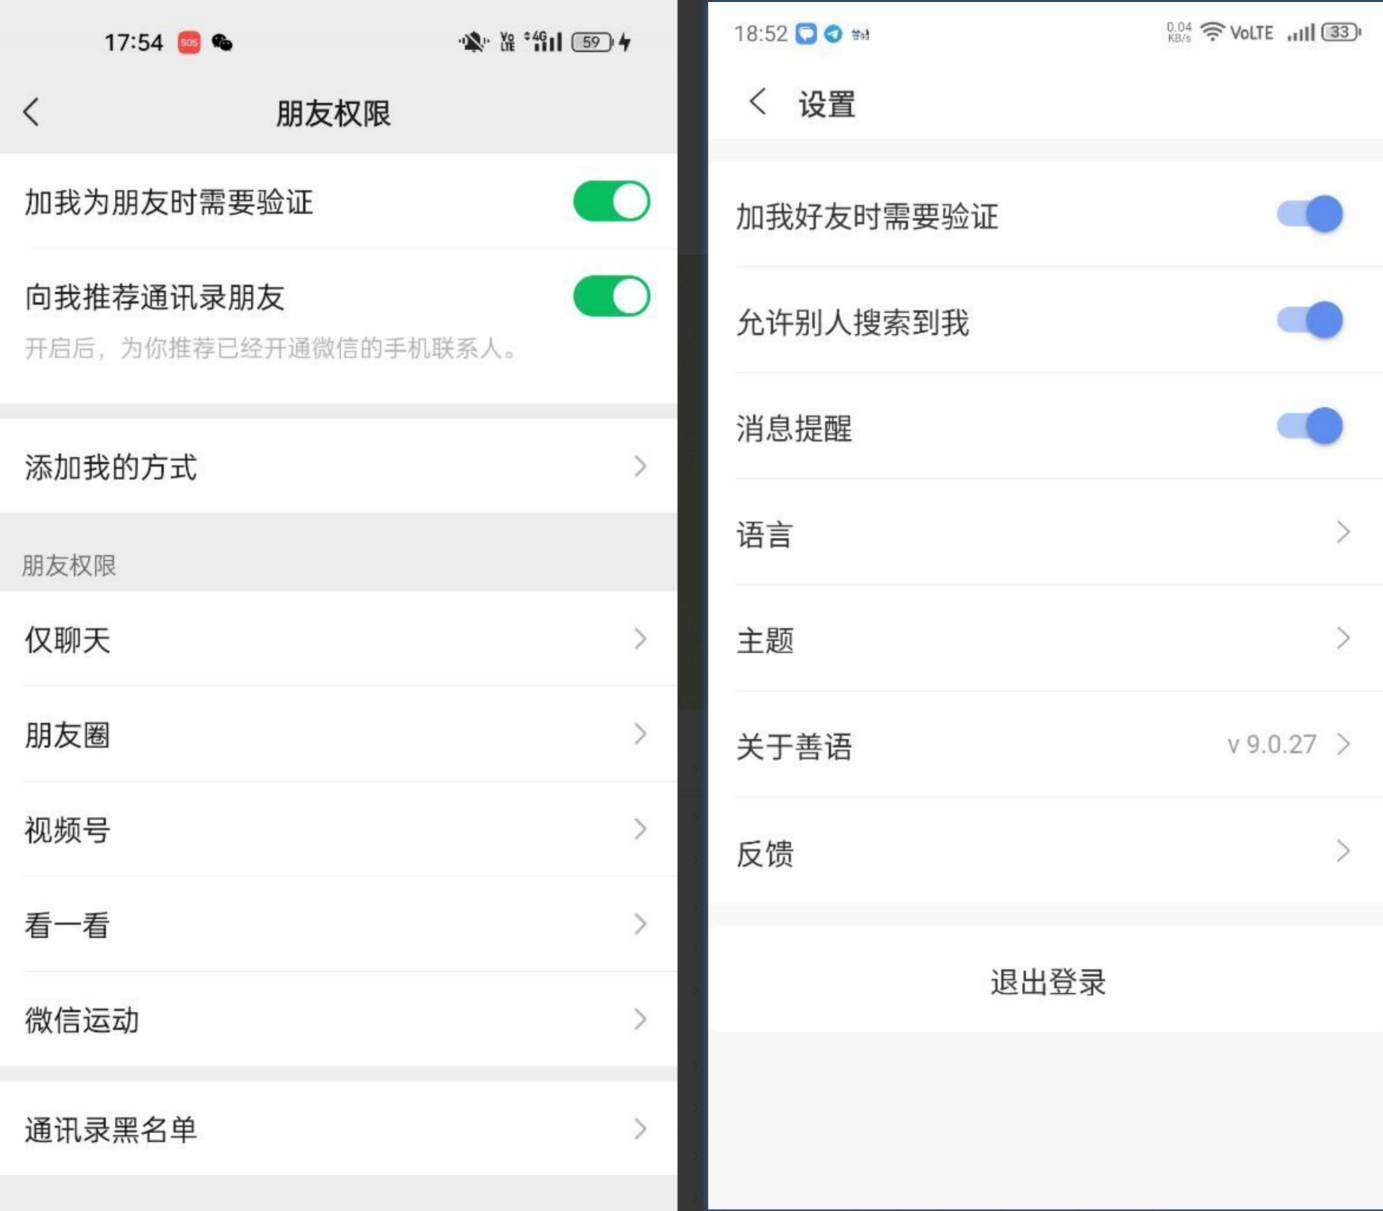 17:54 SOS
4G 59
朋友权限
加我为朋友时需要验证
向我推荐通讯录朋友
开启后，为你推荐已经开通微信的手机联系人。
添加我的方式
朋友权限
仅聊天
朋友圈
视频号
看一看
微信运动
通讯录黑名单
18:52
0.04 KB/s VoLTE 33
设置
加我好友时需要验证
允许别人搜索到我
消息提醒
语言
主题
关于善语 v 9.0.27
反馈
退出登录